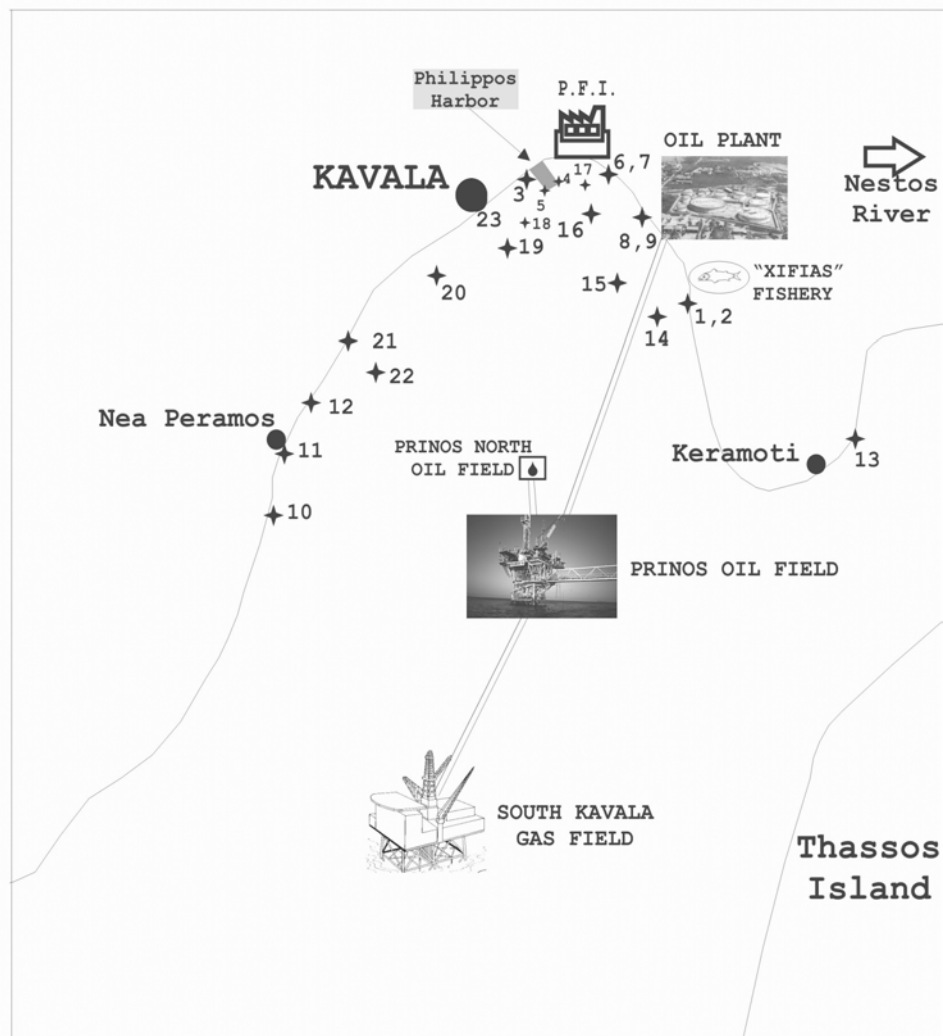 Philippos
Harbor
P.F.I.
OIL PLANT
KAVALA
Nestos
River
17
6,7
4
3
5
23
18
16
19
8,9
"XIFIAS"
FISHERY
20
15
1,2
14
21
22
12
Nea Peramos
11
PRINOS NORTH
OIL FIELD
Keramoti
13
10
PRINOS OIL FIELD
SOUTH KAVALA
GAS FIELD
Thassos
Island